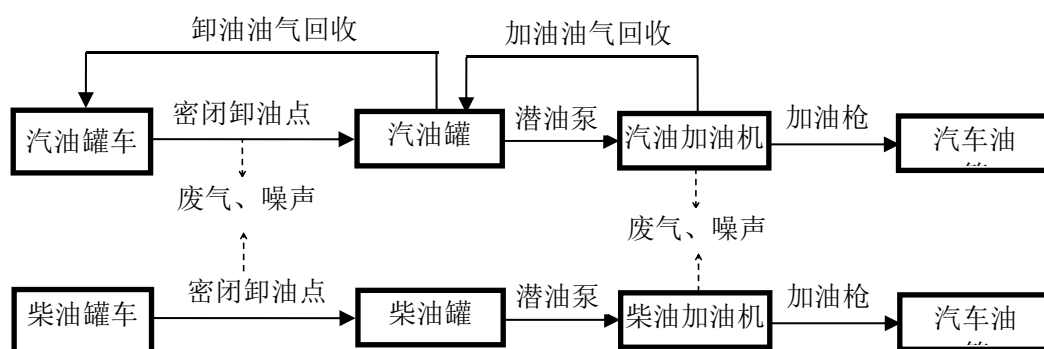 卸油油气回收
加油油气回收
汽油罐车
密闭卸油点
汽油罐
潜油泵
汽油加油机
加油枪
汽车油
废气、噪声
废气、噪声
柴油罐车
密闭卸油点
柴油罐
潜油泵
柴油加油机
加油枪
汽车油